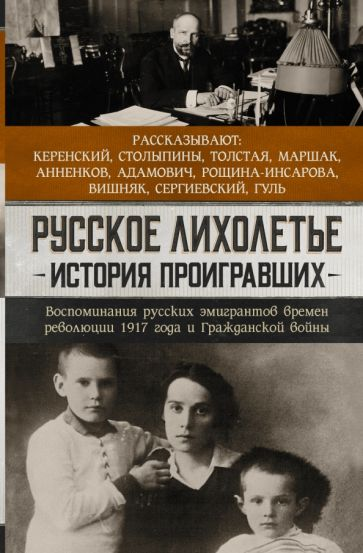 РАССКАЗЫВАЮТ:
КЕРЕНСКИЙ, СТОЛЫПИНЫ, ТОЛСТАЯ, МАРШАК,
АННЕНКОВ, АДАМОВИЧ, РОЩИНА-ИНСАРОВА,
ВИШНЯК, СЕРГИЕВСКИЙ, ГУЛЬ
РУССКОЕ ЛИХОЛЕТЬЕ
– ИСТОРИЯ ПРОИГРАВШИХ –
Воспоминания русских эмигрантов времен
революции 1917 года и Гражданской войны